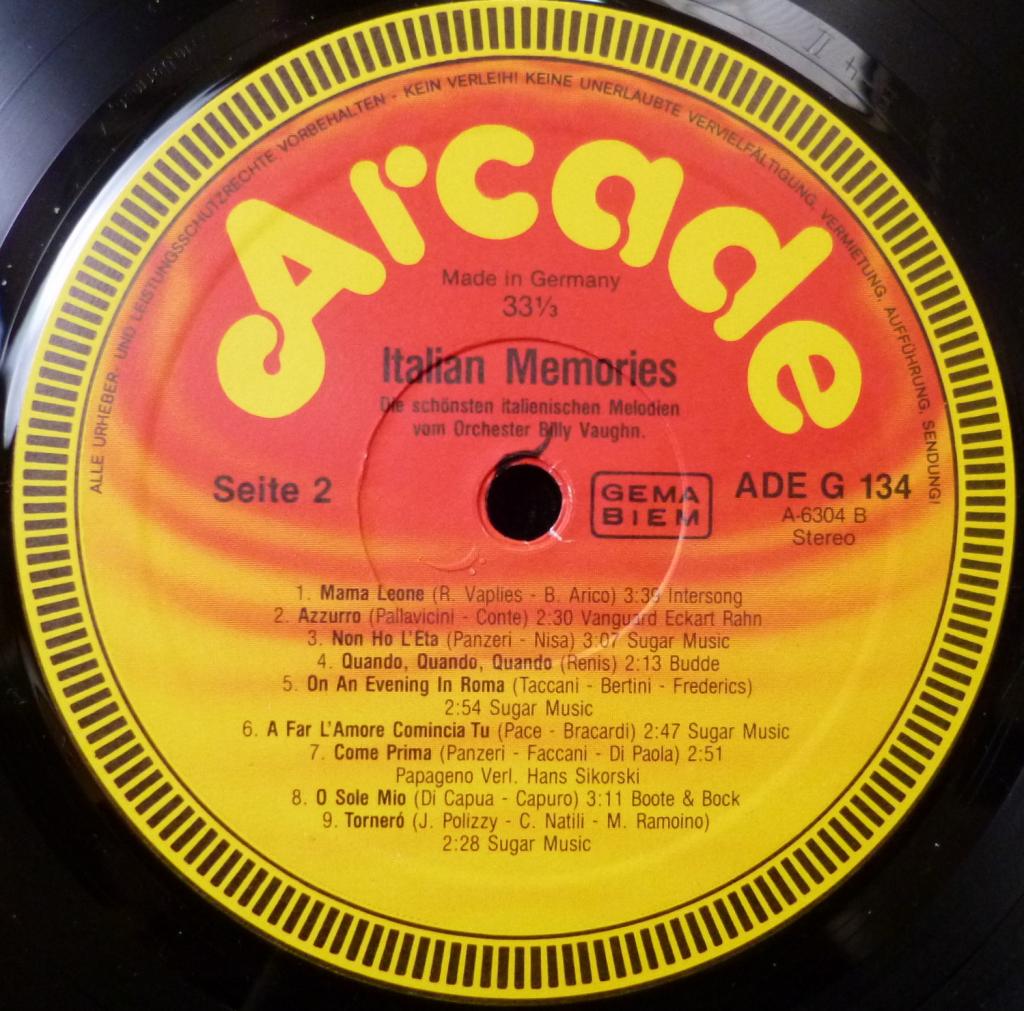 ALLE URHEBER- UND LEISTUNGSSCHUTZRECHTE VORBEHALTEN - KEIN VERLEIH! KEINE UNERLAUBTE VERVIELFÄLTIGUNG, VERMIETUNG, AUFFÜHRUNG, SENDUNG!
Arcade
Made in Germany
33⅓
Italian Memories
Die schönsten italienischen Melodien
vom Orchester Billy Vaughn.
Seite 2
GEMA
BIEM
ADE G 134
A-6304 B
Stereo
1. Mama Leone (R. Vaplies - B. Arico) 3:39 Intersong
2. Azzurro (Pallavicini - Conte) 2:30 Vanguard Eckart Rahn
3. Non Ho L'Eta (Panzeri - Nisa) 3:07 Sugar Music
4. Quando, Quando, Quando (Renis) 2:13 Budde
5. On An Evening In Roma (Taccani - Bertini - Frederics)
2:54 Sugar Music
6. A Far L'Amore Comincia Tu (Pace - Bracardi) 2:47 Sugar Music
7. Come Prima (Panzeri - Faccani - Di Paola) 2:51
Papageno Verl. Hans Sikorski
8. O Sole Mio (Di Capua - Capuro) 3:11 Boote & Bock
9. Torneró (J. Polizzy - C. Natili - M. Ramoino)
2:28 Sugar Music